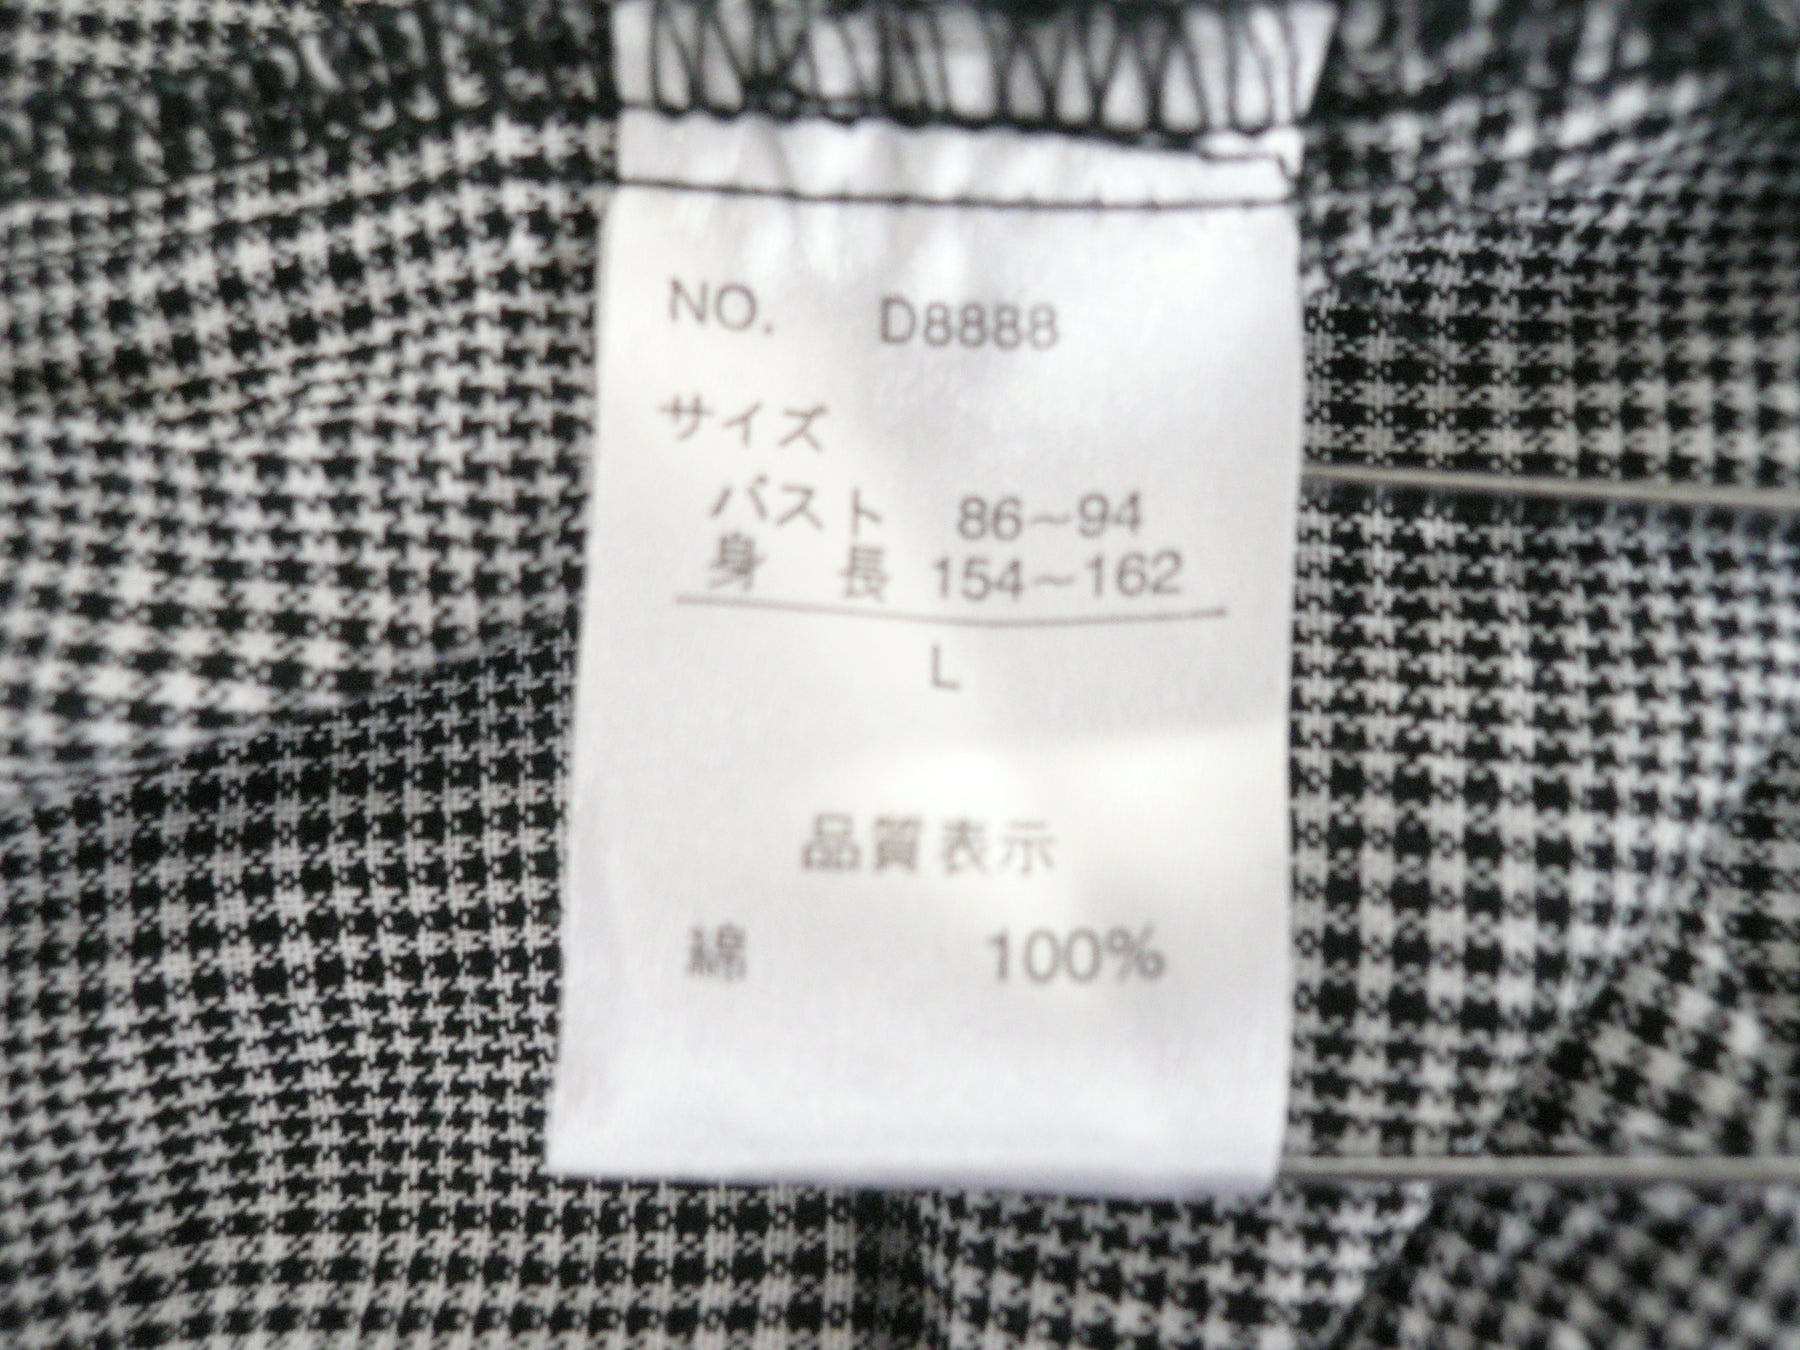 NO. D8888
サイズ
バスト 86~94
身 長 154~162
L
品質表示
綿 100%